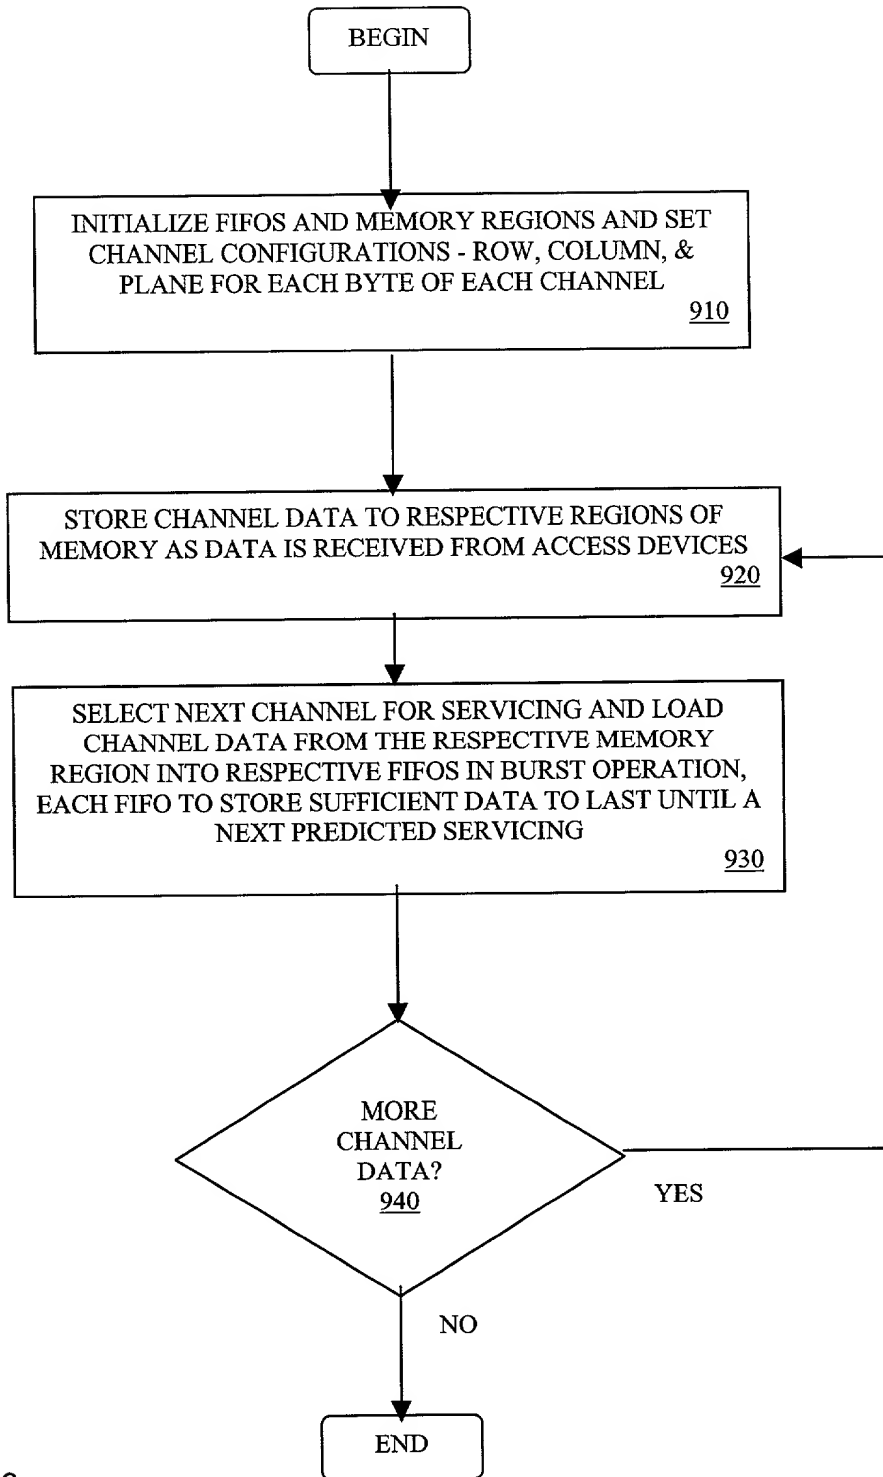 BEGIN
INITIALIZE FIFOS AND MEMORY REGIONS AND SET
CHANNEL CONFIGURATIONS - ROW, COLUMN, &
PLANE FOR EACH BYTE OF EACH CHANNEL
910
STORE CHANNEL DATA TO RESPECTIVE REGIONS OF
MEMORY AS DATA IS RECEIVED FROM ACCESS DEVICES
920
SELECT NEXT CHANNEL FOR SERVICING AND LOAD
CHANNEL DATA FROM THE RESPECTIVE MEMORY
REGION INTO RESPECTIVE FIFOS IN BURST OPERATION,
EACH FIFO TO STORE SUFFICIENT DATA TO LAST UNTIL A
NEXT PREDICTED SERVICING
930
MORE
CHANNEL
DATA?
940
YES
NO
END